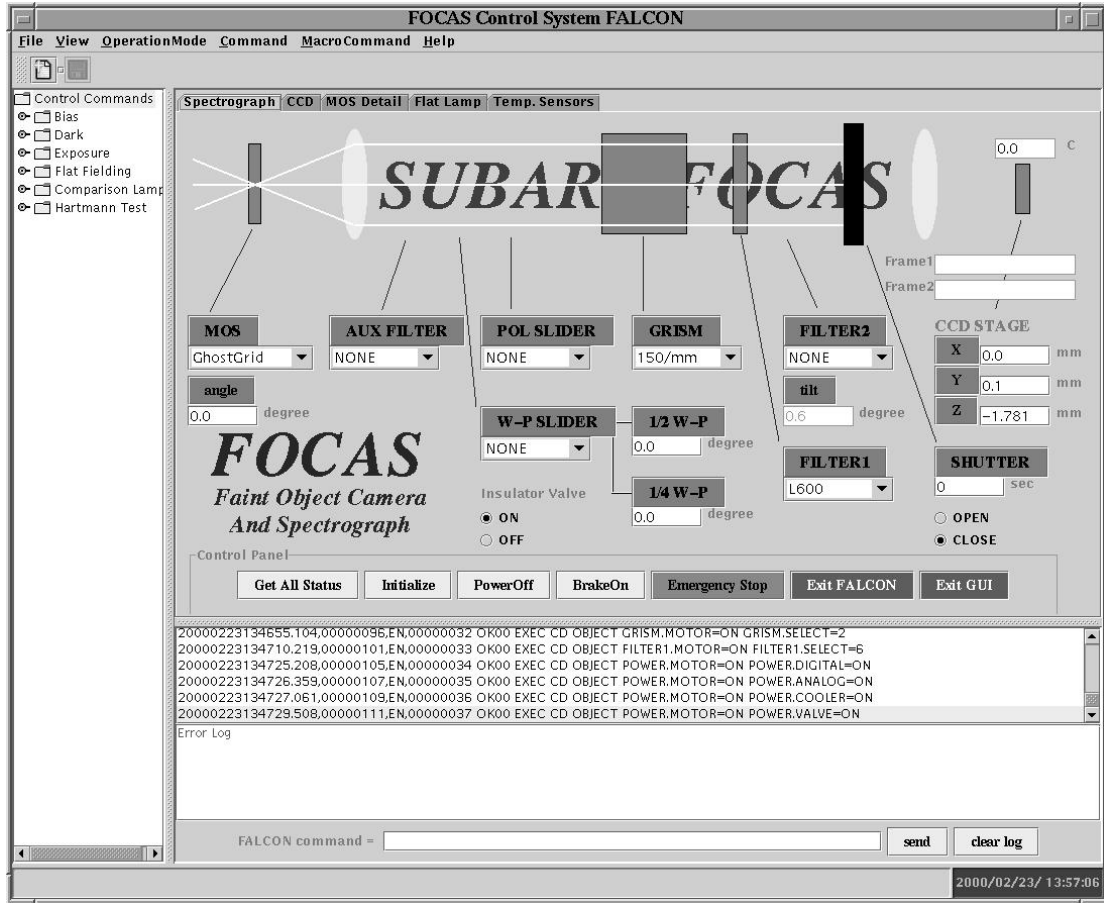 FOCAS Control System FALCON
File View OperationMode Command MacroCommand Help
Control Commands
Bias
Dark
Exposure
Flat Fielding
Comparison Lamp
Hartmann Test
Spectrograph CCD MOS Detail Flat Lamp Temp. Sensors
SUBAR FOCAS
0.0 C
Frame1
Frame2
MOS AUX FILTER POL SLIDER GRISM FILTER2 CCD STAGE
GhostGrid NONE NONE 150/mm NONE
X 0.0 mm
angle tilt Y 0.1 mm
0.0 degree 0.6 degree Z -1.781 mm
W-P SLIDER 1/2 W-P
NONE 0.0 degree
FOCAS
Faint Object Camera
And Spectrograph
FILTER1 SHUTTER
L600 0 sec
Insulator Valve 1/4 W-P
ON 0.0 degree OPEN
OFF CLOSE
Control Panel
Get All Status Initialize PowerOff BrakeOn Emergency Stop Exit FALCON Exit GUI
20000223134655.104,00000096,EN,00000032 OK00 EXEC CD OBJECT GRISM.MOTOR=ON GRISM.SELECT=2
20000223134710.219,00000101,EN,00000033 OK00 EXEC CD OBJECT FILTER1.MOTOR=ON FILTER1.SELECT=6
20000223134725.208,00000105,EN,00000034 OK00 EXEC CD OBJECT POWER.MOTOR=ON POWER.DIGITAL=ON
20000223134726.359,00000107,EN,00000035 OK00 EXEC CD OBJECT POWER.MOTOR=ON POWER.ANALOG=ON
20000223134727.061,00000109,EN,00000036 OK00 EXEC CD OBJECT POWER.MOTOR=ON POWER.COOLER=ON
20000223134729.508,00000111,EN,00000037 OK00 EXEC CD OBJECT POWER.MOTOR=ON POWER.VALVE=ON
Error Log
FALCON command = send clear log
2000/02/23/ 13:57:06